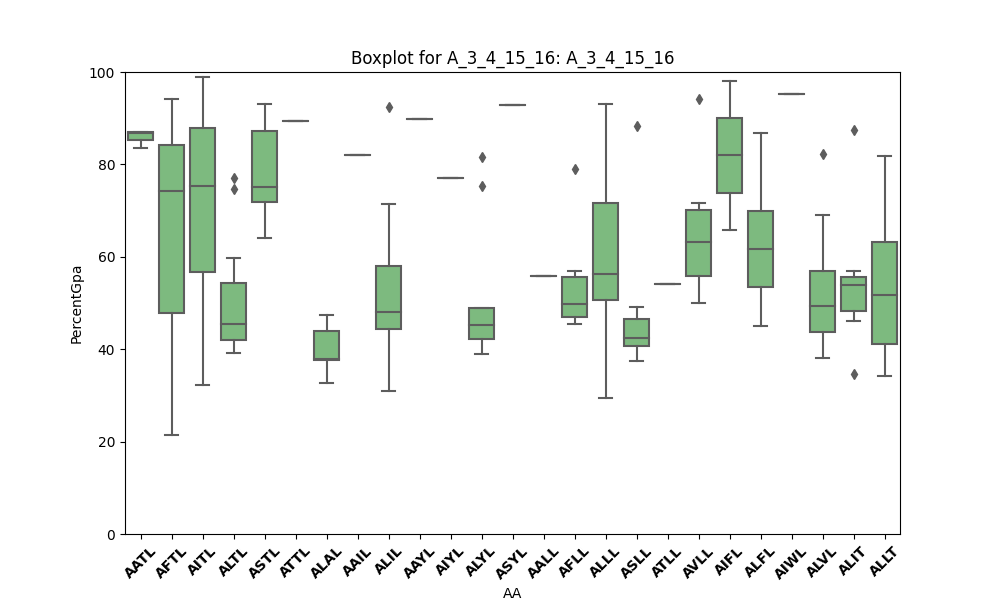 Boxplot for A_3_4_15_16: A_3_4_15_16
100
80
60
40
20
0
PercentGpa
AATL AFTL AITL ALTL ASTL ATTL ALAL AAIL ALIL AAYL AIYL ALYL ASYL AALL AFLL ALLL ASLL ATLL AVLL AIFL ALFL AIWL ALVL ALIT ALLT
AA